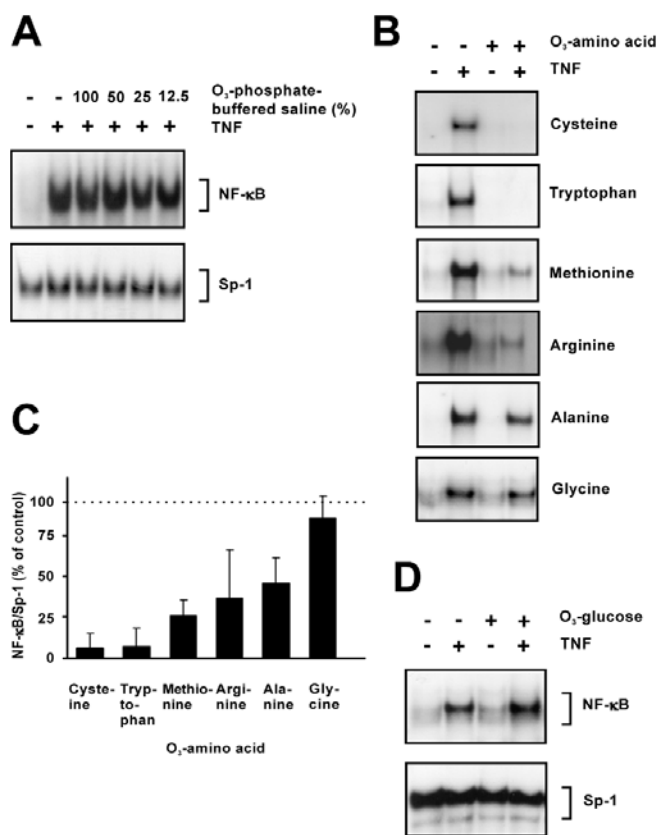 A
- - 100 50 25 12.5 O₃-phosphate-
buffered saline (%)
- + + + + + TNF
NF-κB
Sp-1
B
- - + + O₃-amino acid
- + - + TNF
Cysteine
Tryptophan
Methionine
Arginine
Alanine
Glycine
C
NF-κB/Sp-1 (% of control)
100
75
50
25
0
Cyste- Tryp- Methio- Argi- Ala- Gly-
ine to- nine nine nine cine
phan
O₃-amino acid
D
- - + + O₃-glucose
- + - + TNF
NF-κB
Sp-1